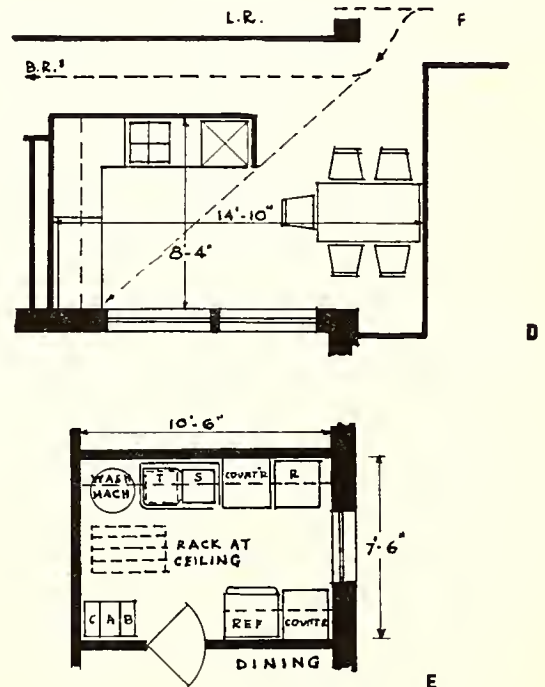 L.R.
F
B.R.s
14'-10"
8'-4"
D
10'-6"
WASH MACH
T
S
COUNT'R
R
7'-6"
RACK AT
CEILING
C A B
REF
COUNTR
DINING
E